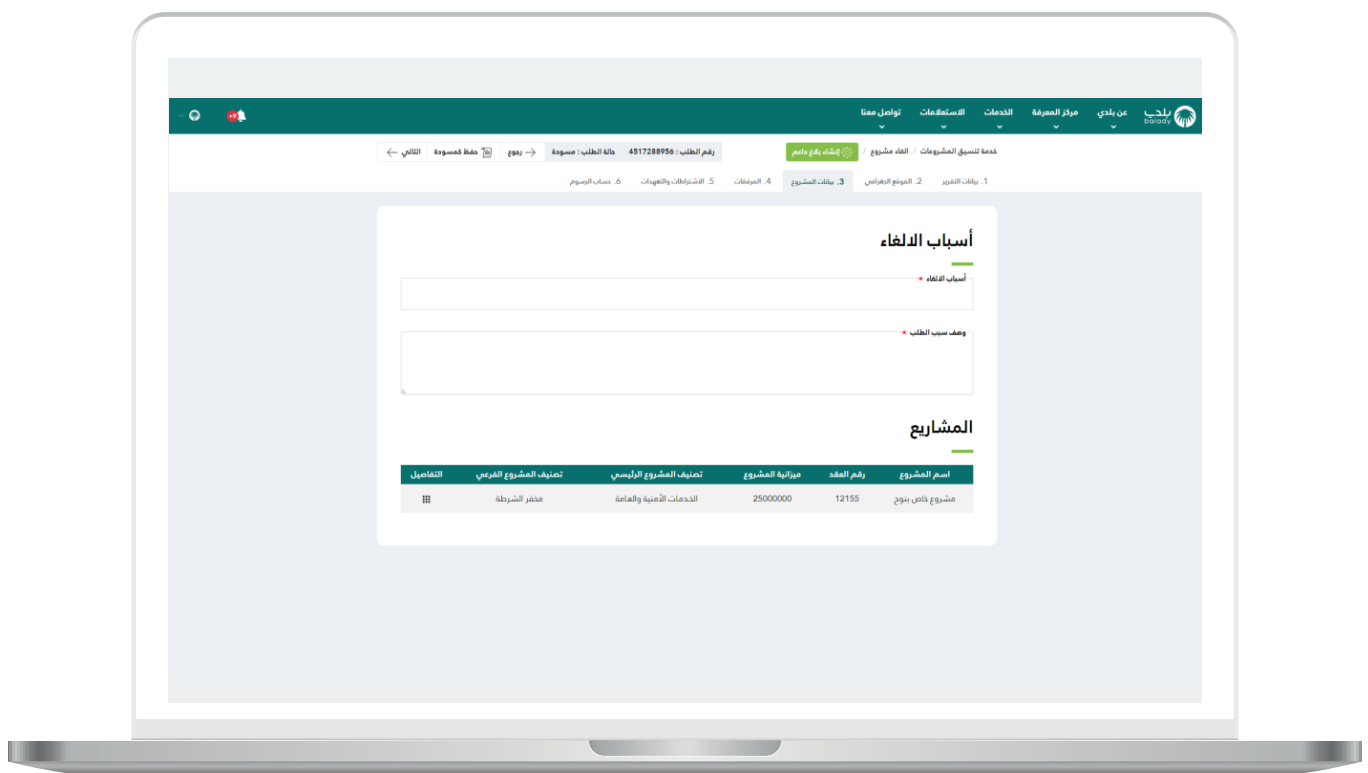 بلدي balady عن بلدي مركز المعرفة الخدمات الاستعلامات تواصل معنا
خدمة تنسيق المشروعات / الغاء مشروع / إنشاء بلاغ داعم رقم الطلب : 4517288956 حالة الطلب : مسودة رجوع حفظ كمسودة التالي
1. بيانات التقرير 2. الموقع الجغرافي 3. بيانات المشروع 4. المرفقات 5. الاشتراطات والتعهدات 6. حساب الرسوم
أسباب الالغاء
أسباب الالغاء *
وصف سبب الطلب *
المشاريع
اسم المشروع رقم العقد ميزانية المشروع تصنيف المشروع الرئيسي تصنيف المشروع الفرعي التفاصيل
مشروع خاص بنوح 12155 25000000 الخدمات الأمنية والعامة مخفر الشرطة